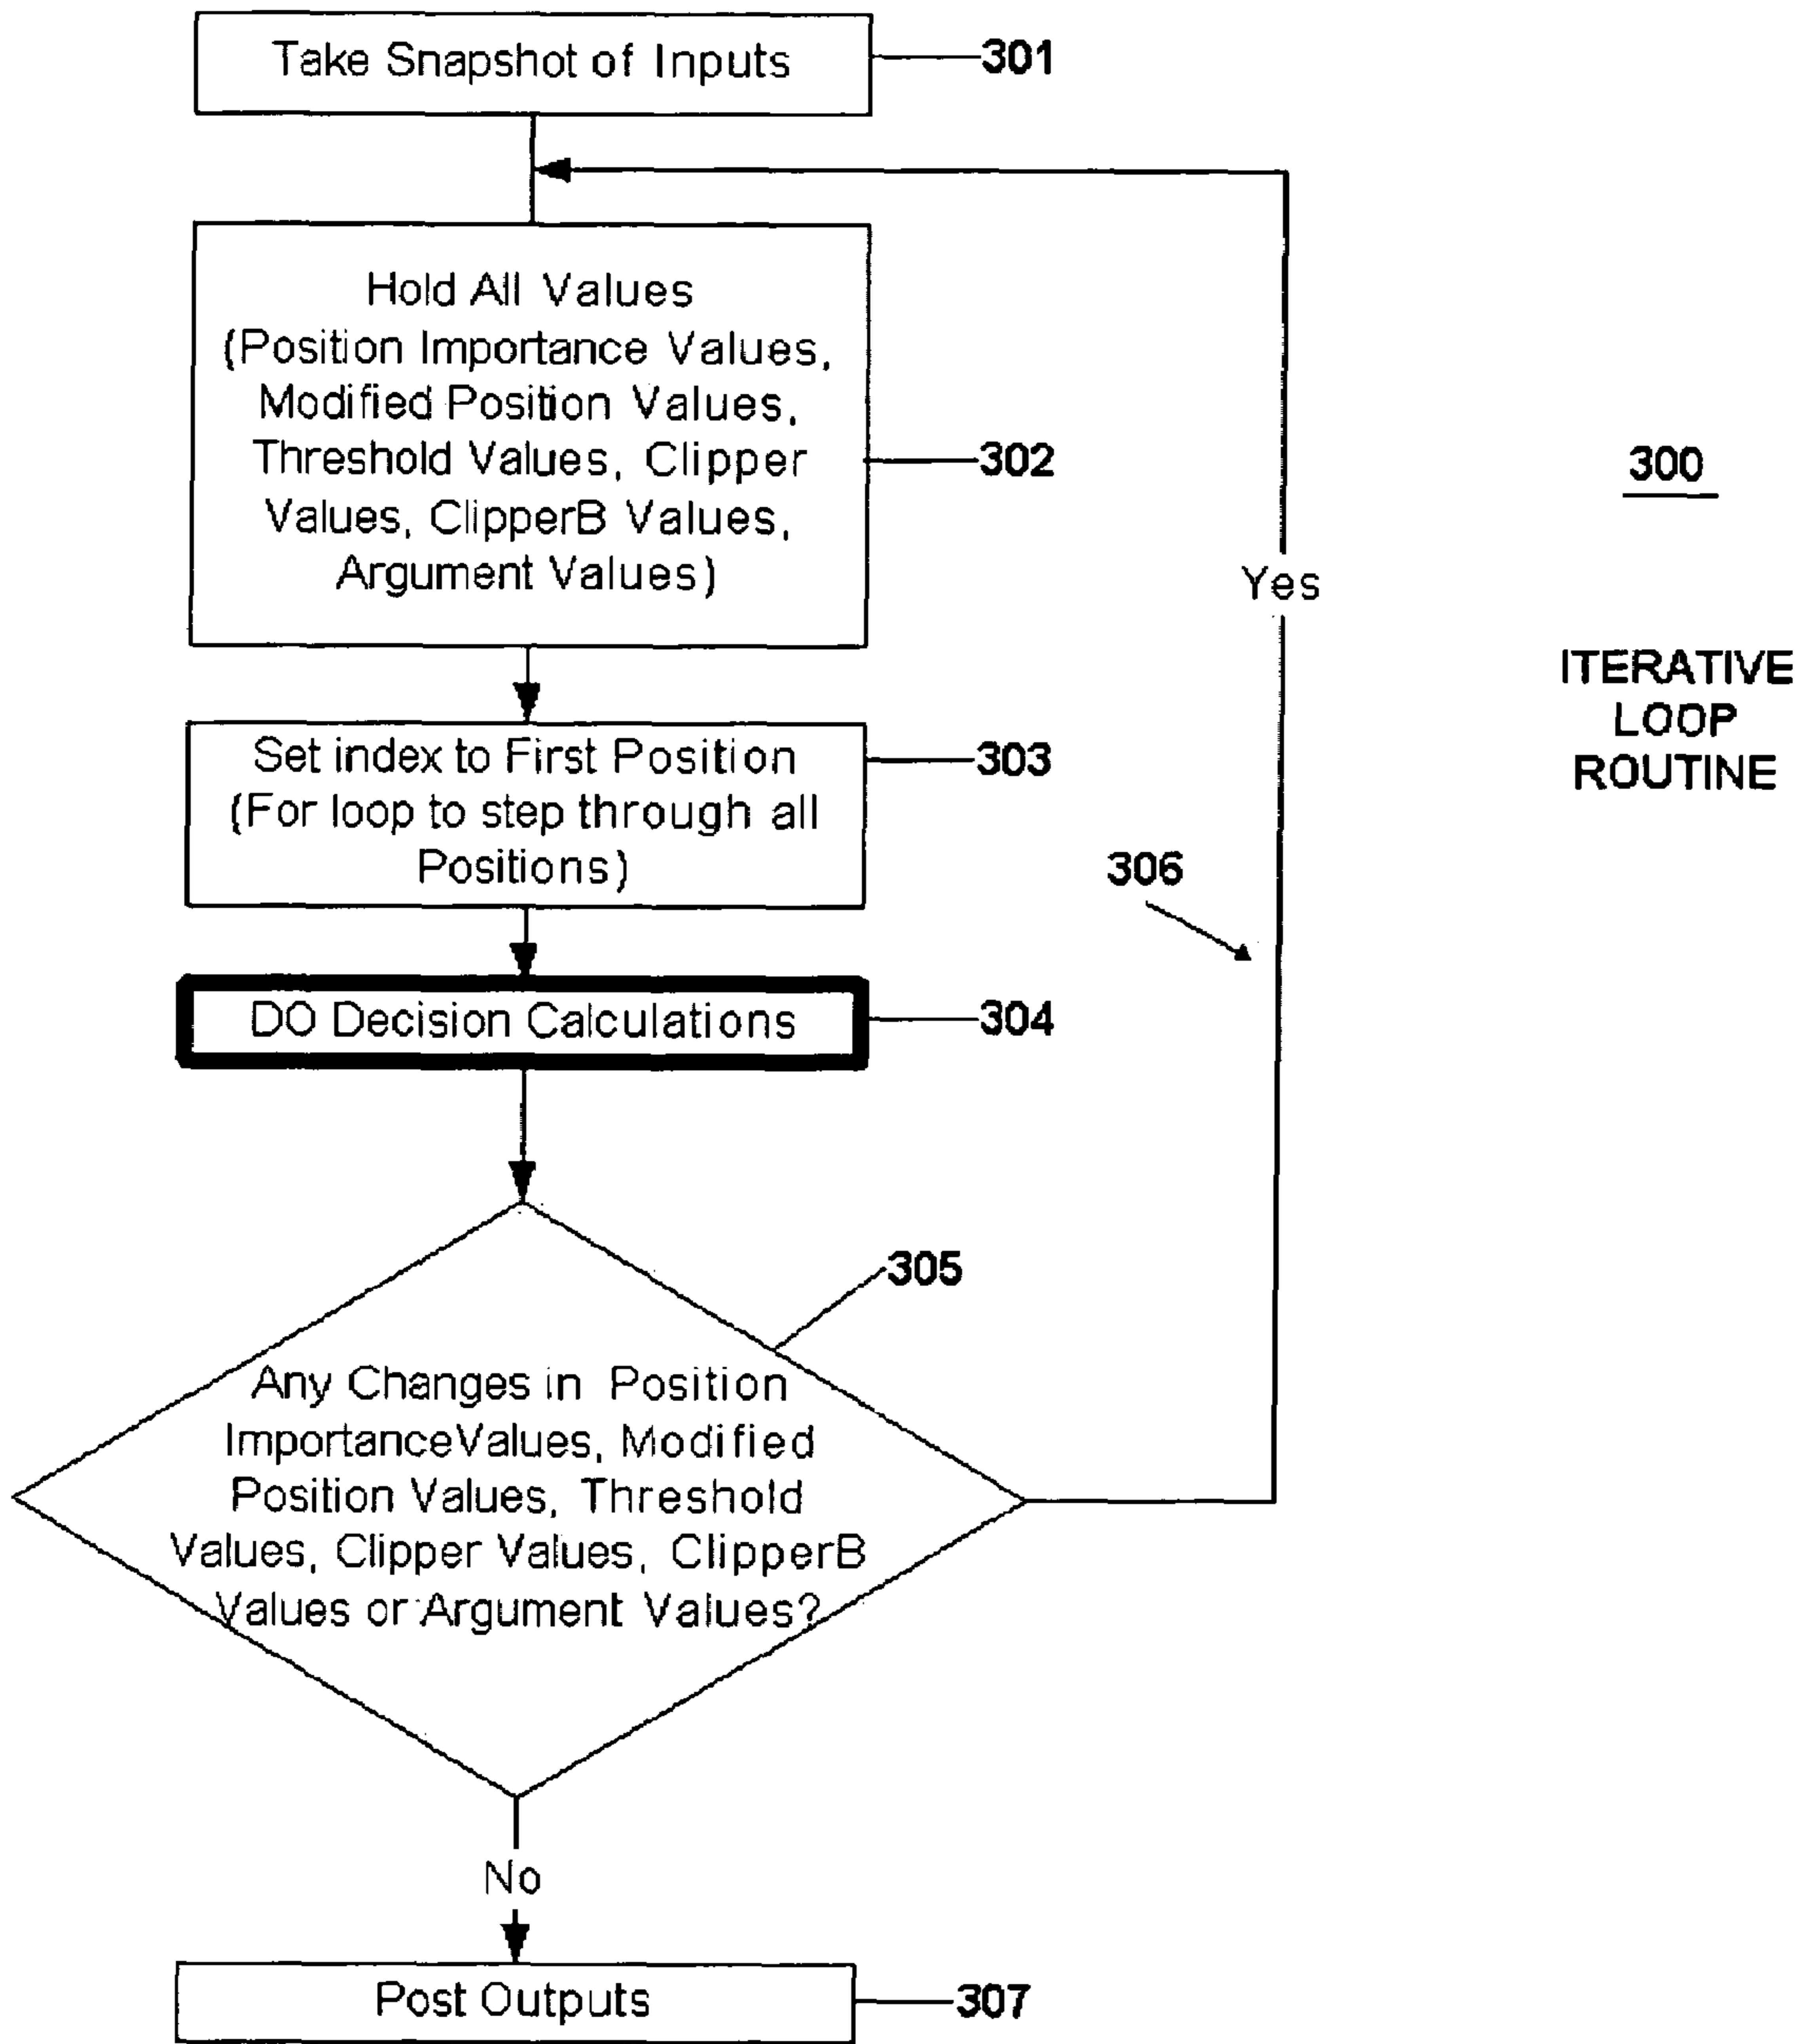 Take Snapshot of Inputs
301
Hold All Values
(Position Importance Values,
Modified Position Values,
Threshold Values, Clipper
Values, ClipperB Values,
Argument Values)
302
300
Yes
ITERATIVE
LOOP
ROUTINE
Set index to First Position
(For loop to step through all
Positions)
303
306
DO Decision Calculations
304
305
Any Changes in Position
ImportanceValues, Modified
Position Values, Threshold
Values, Clipper Values, ClipperB
Values or Argument Values?
No
Post Outputs
307